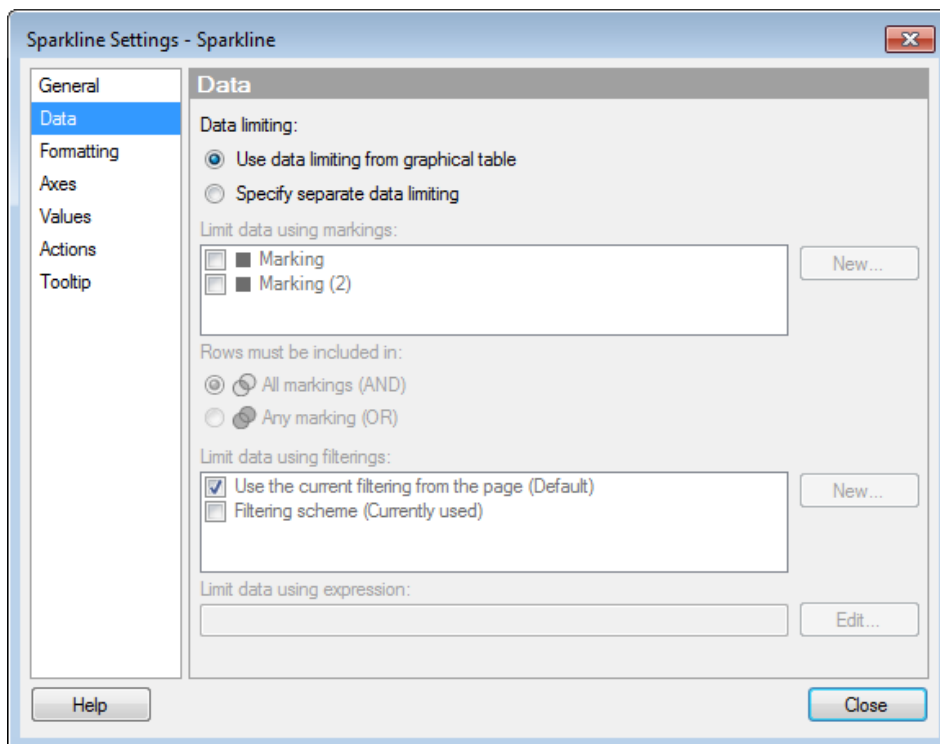 Sparkline Settings - Sparkline
General
Data
Formatting
Axes
Values
Actions
Tooltip
Data
Data limiting:
Use data limiting from graphical table
Specify separate data limiting
Limit data using markings:
Marking
Marking (2)
New...
Rows must be included in:
All markings (AND)
Any marking (OR)
Limit data using filterings:
Use the current filtering from the page (Default)
Filtering scheme (Currently used)
New...
Limit data using expression:
Edit...
Help
Close